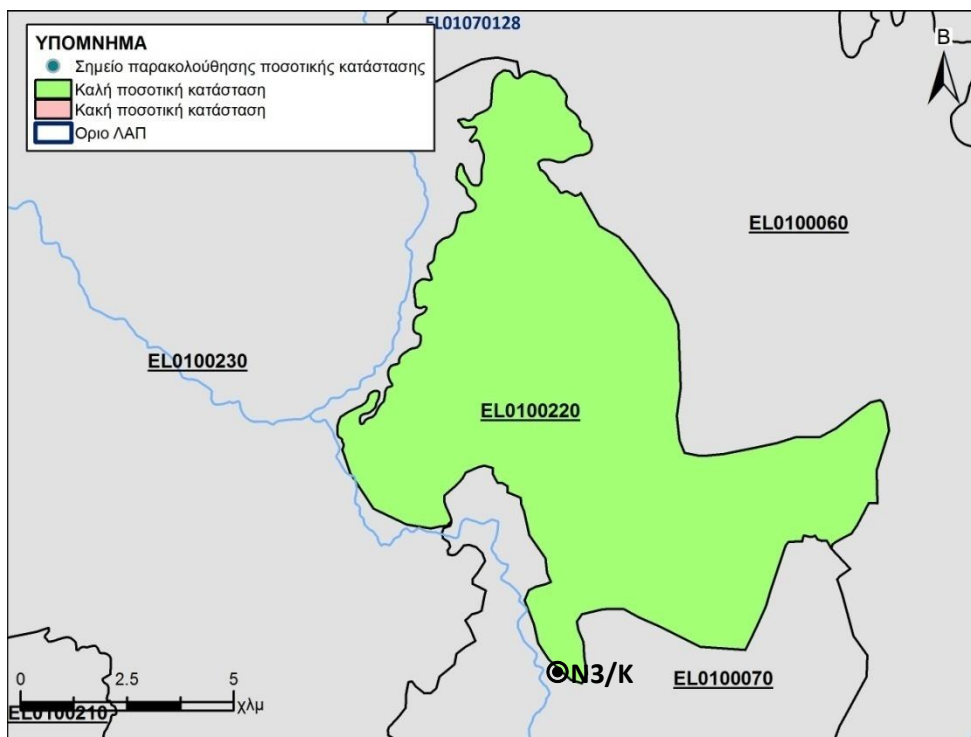 EL01070128
ΥΠΟΜΝΗΜΑ
Σημείο παρακολούθησης ποσοτικής κατάστασης
Καλή ποσοτική κατάσταση
Κακή ποσοτική κατάσταση
Οριο ΛΑΠ
Β
EL0100060
EL0100230
EL0100220
N3/K
EL0100070
0 2.5 5
χλμ
EL0100210